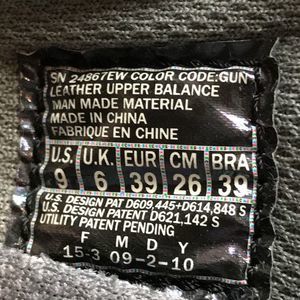 SN 24867EW COLOR CODE:GUN
LEATHER UPPER BALANCE
MAN MADE MATERIAL
MADE IN CHINA
FABRIQUE EN CHINE
U.S. U.K. EUR CM BRA
9 6 39 26 39
U.S. DESIGN PAT D609,445+D614,848 S
U.S. DESIGN PATENT D621,142 S
UTILITY PATENT PENDING
F M D Y
15-3 09-2-10